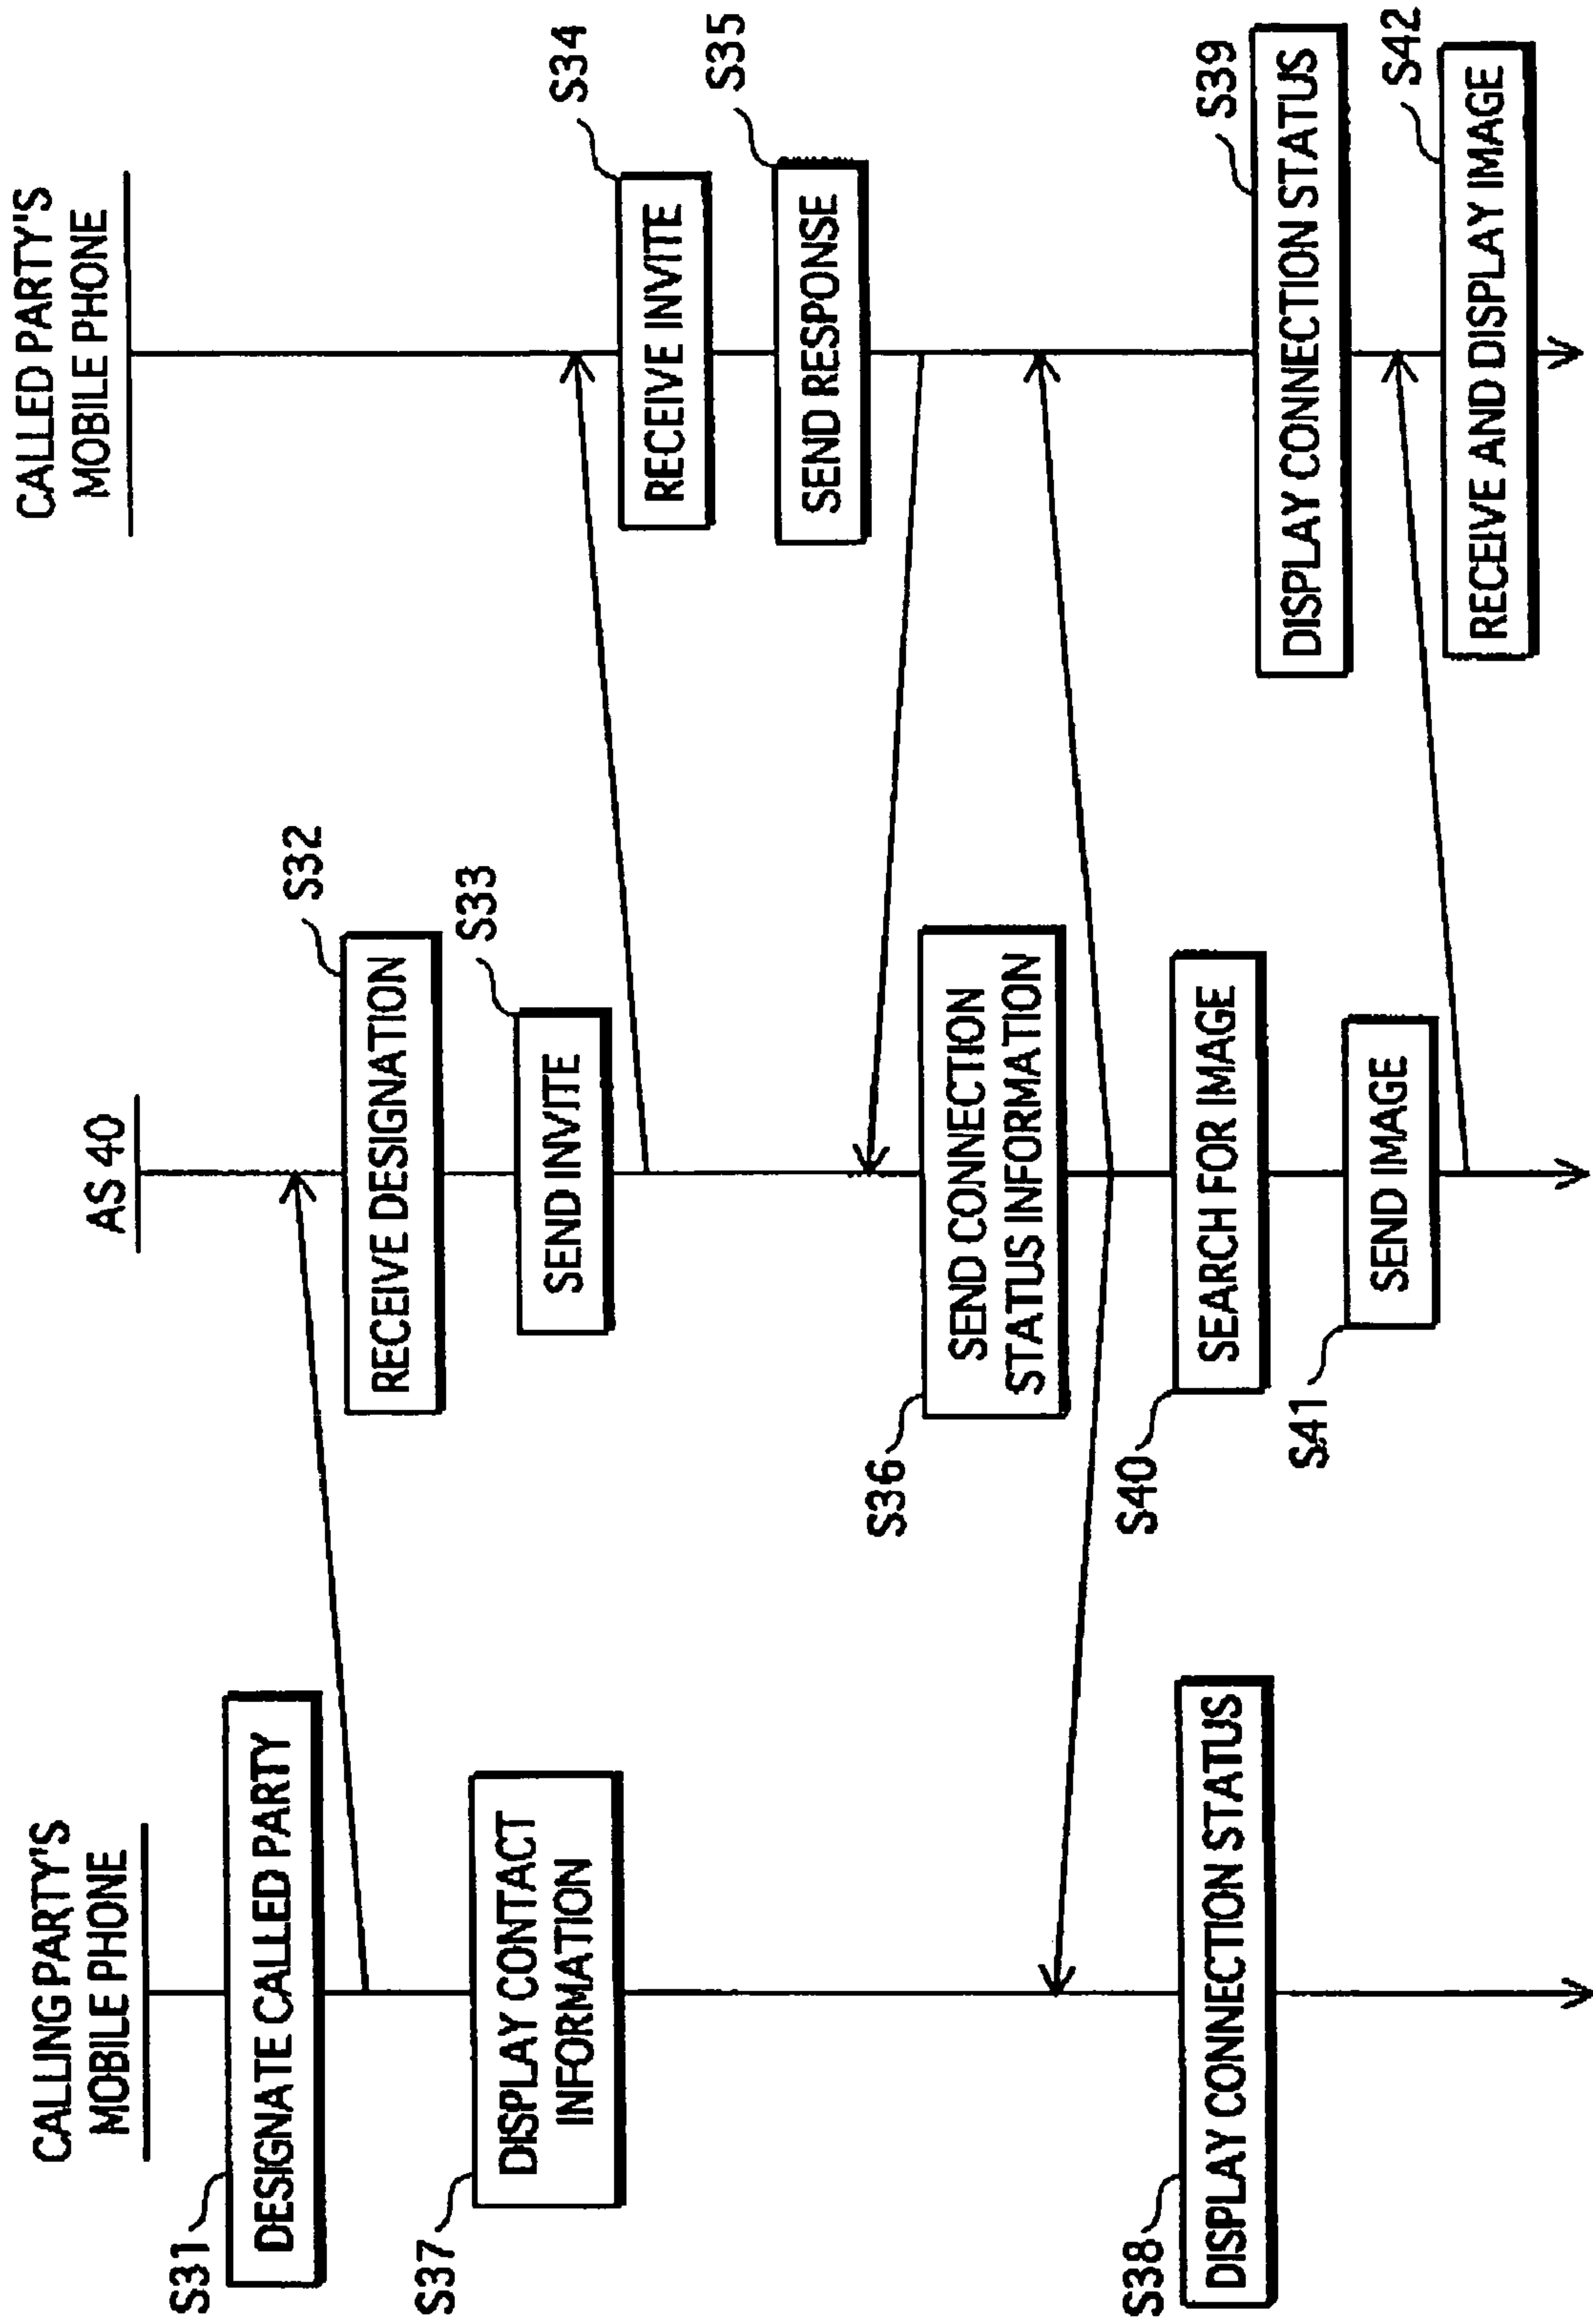 CALLING PARTY'S
MOBILE PHONE
AS 40
CALLED PARTY'S
MOBILE PHONE
S31
DESIGNATE CALLED PARTY
S32
RECEIVE DESIGNATION
S33
SEND INVITE
S34
RECEIVE INVITE
S35
SEND RESPONSE
S36
SEND CONNECTION
STATUS INFORMATION
S37
DISPLAY CONTACT
INFORMATION
S38
DISPLAY CONNECTION STATUS
S39
DISPLAY CONNECTION STATUS
S40
SEARCH FOR IMAGE
S41
SEND IMAGE
S42
RECEIVE AND DISPLAY IMAGE